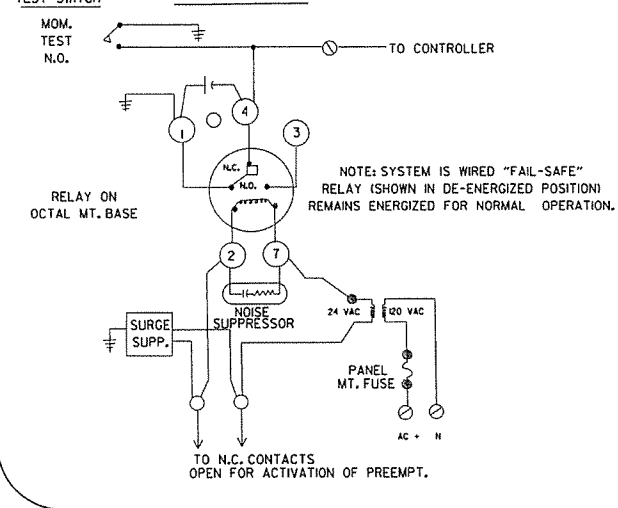 TEST SWITCH
MOM.
TEST
N.O.
TO CONTROLLER
1
4
3
N.C.
N.O.
RELAY ON
OCTAL MT. BASE
NOTE: SYSTEM IS WIRED "FAIL-SAFE"
RELAY (SHOWN IN DE-ENERGIZED POSITION)
REMAINS ENERGIZED FOR NORMAL OPERATION.
2
7
NOISE
SUPPRESSOR
24 VAC
120 VAC
SURGE
SUPP.
PANEL
MT. FUSE
AC +
N
TO N.C. CONTACTS
OPEN FOR ACTIVATION OF PREEMPT.